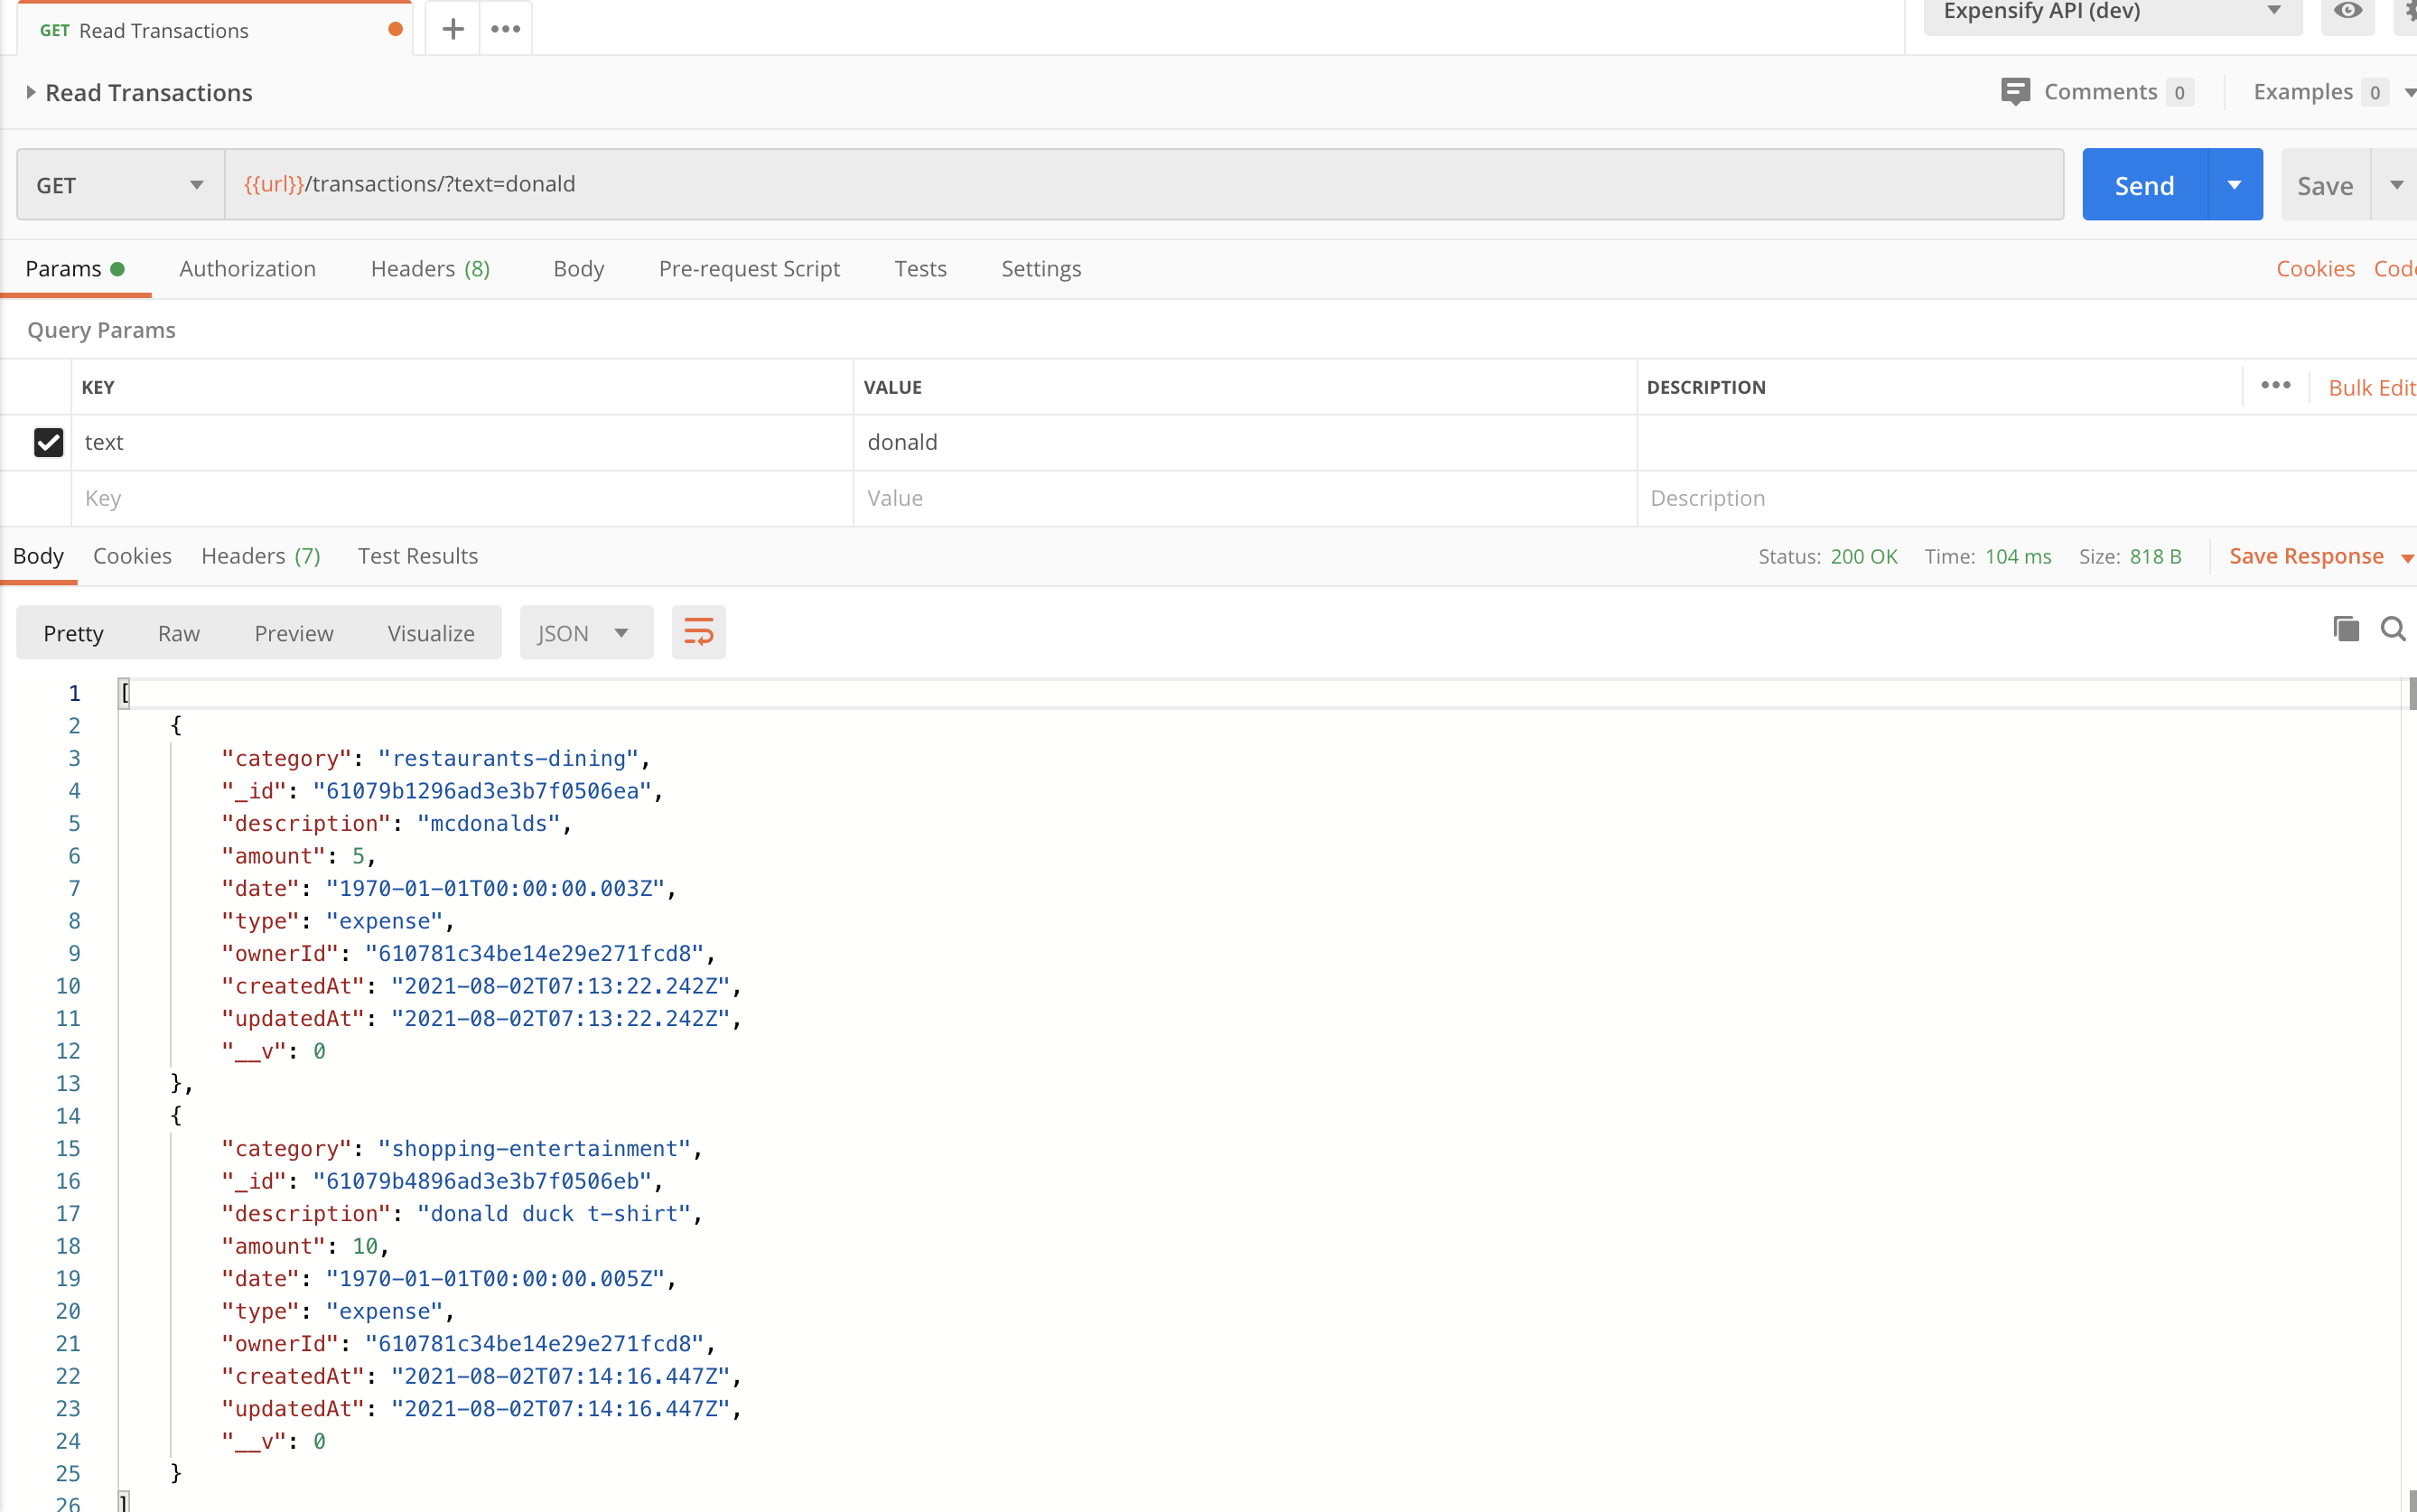 GET Read Transactions
Expensify API (dev)
Read Transactions
Comments 0
Examples 0
GET
{{url}}/transactions/?text=donald
Send
Save
Params
Authorization
Headers (8)
Body
Pre-request Script
Tests
Settings
Cookies
Code
Query Params
KEY
VALUE
DESCRIPTION
Bulk Edit
text
donald
Key
Value
Description
Body
Cookies
Headers (7)
Test Results
Status: 200 OK
Time: 104 ms
Size: 818 B
Save Response
Pretty
Raw
Preview
Visualize
JSON
1 [
2 {
3 "category": "restaurants-dining",
4 "_id": "61079b1296ad3e3b7f0506ea",
5 "description": "mcdonalds",
6 "amount": 5,
7 "date": "1970-01-01T00:00:00.003Z",
8 "type": "expense",
9 "ownerId": "610781c34be14e29e271fcd8",
10 "createdAt": "2021-08-02T07:13:22.242Z",
11 "updatedAt": "2021-08-02T07:13:22.242Z",
12 "__v": 0
13 },
14 {
15 "category": "shopping-entertainment",
16 "_id": "61079b4896ad3e3b7f0506eb",
17 "description": "donald duck t-shirt",
18 "amount": 10,
19 "date": "1970-01-01T00:00:00.005Z",
20 "type": "expense",
21 "ownerId": "610781c34be14e29e271fcd8",
22 "createdAt": "2021-08-02T07:14:16.447Z",
23 "updatedAt": "2021-08-02T07:14:16.447Z",
24 "__v": 0
25 }
26 ]